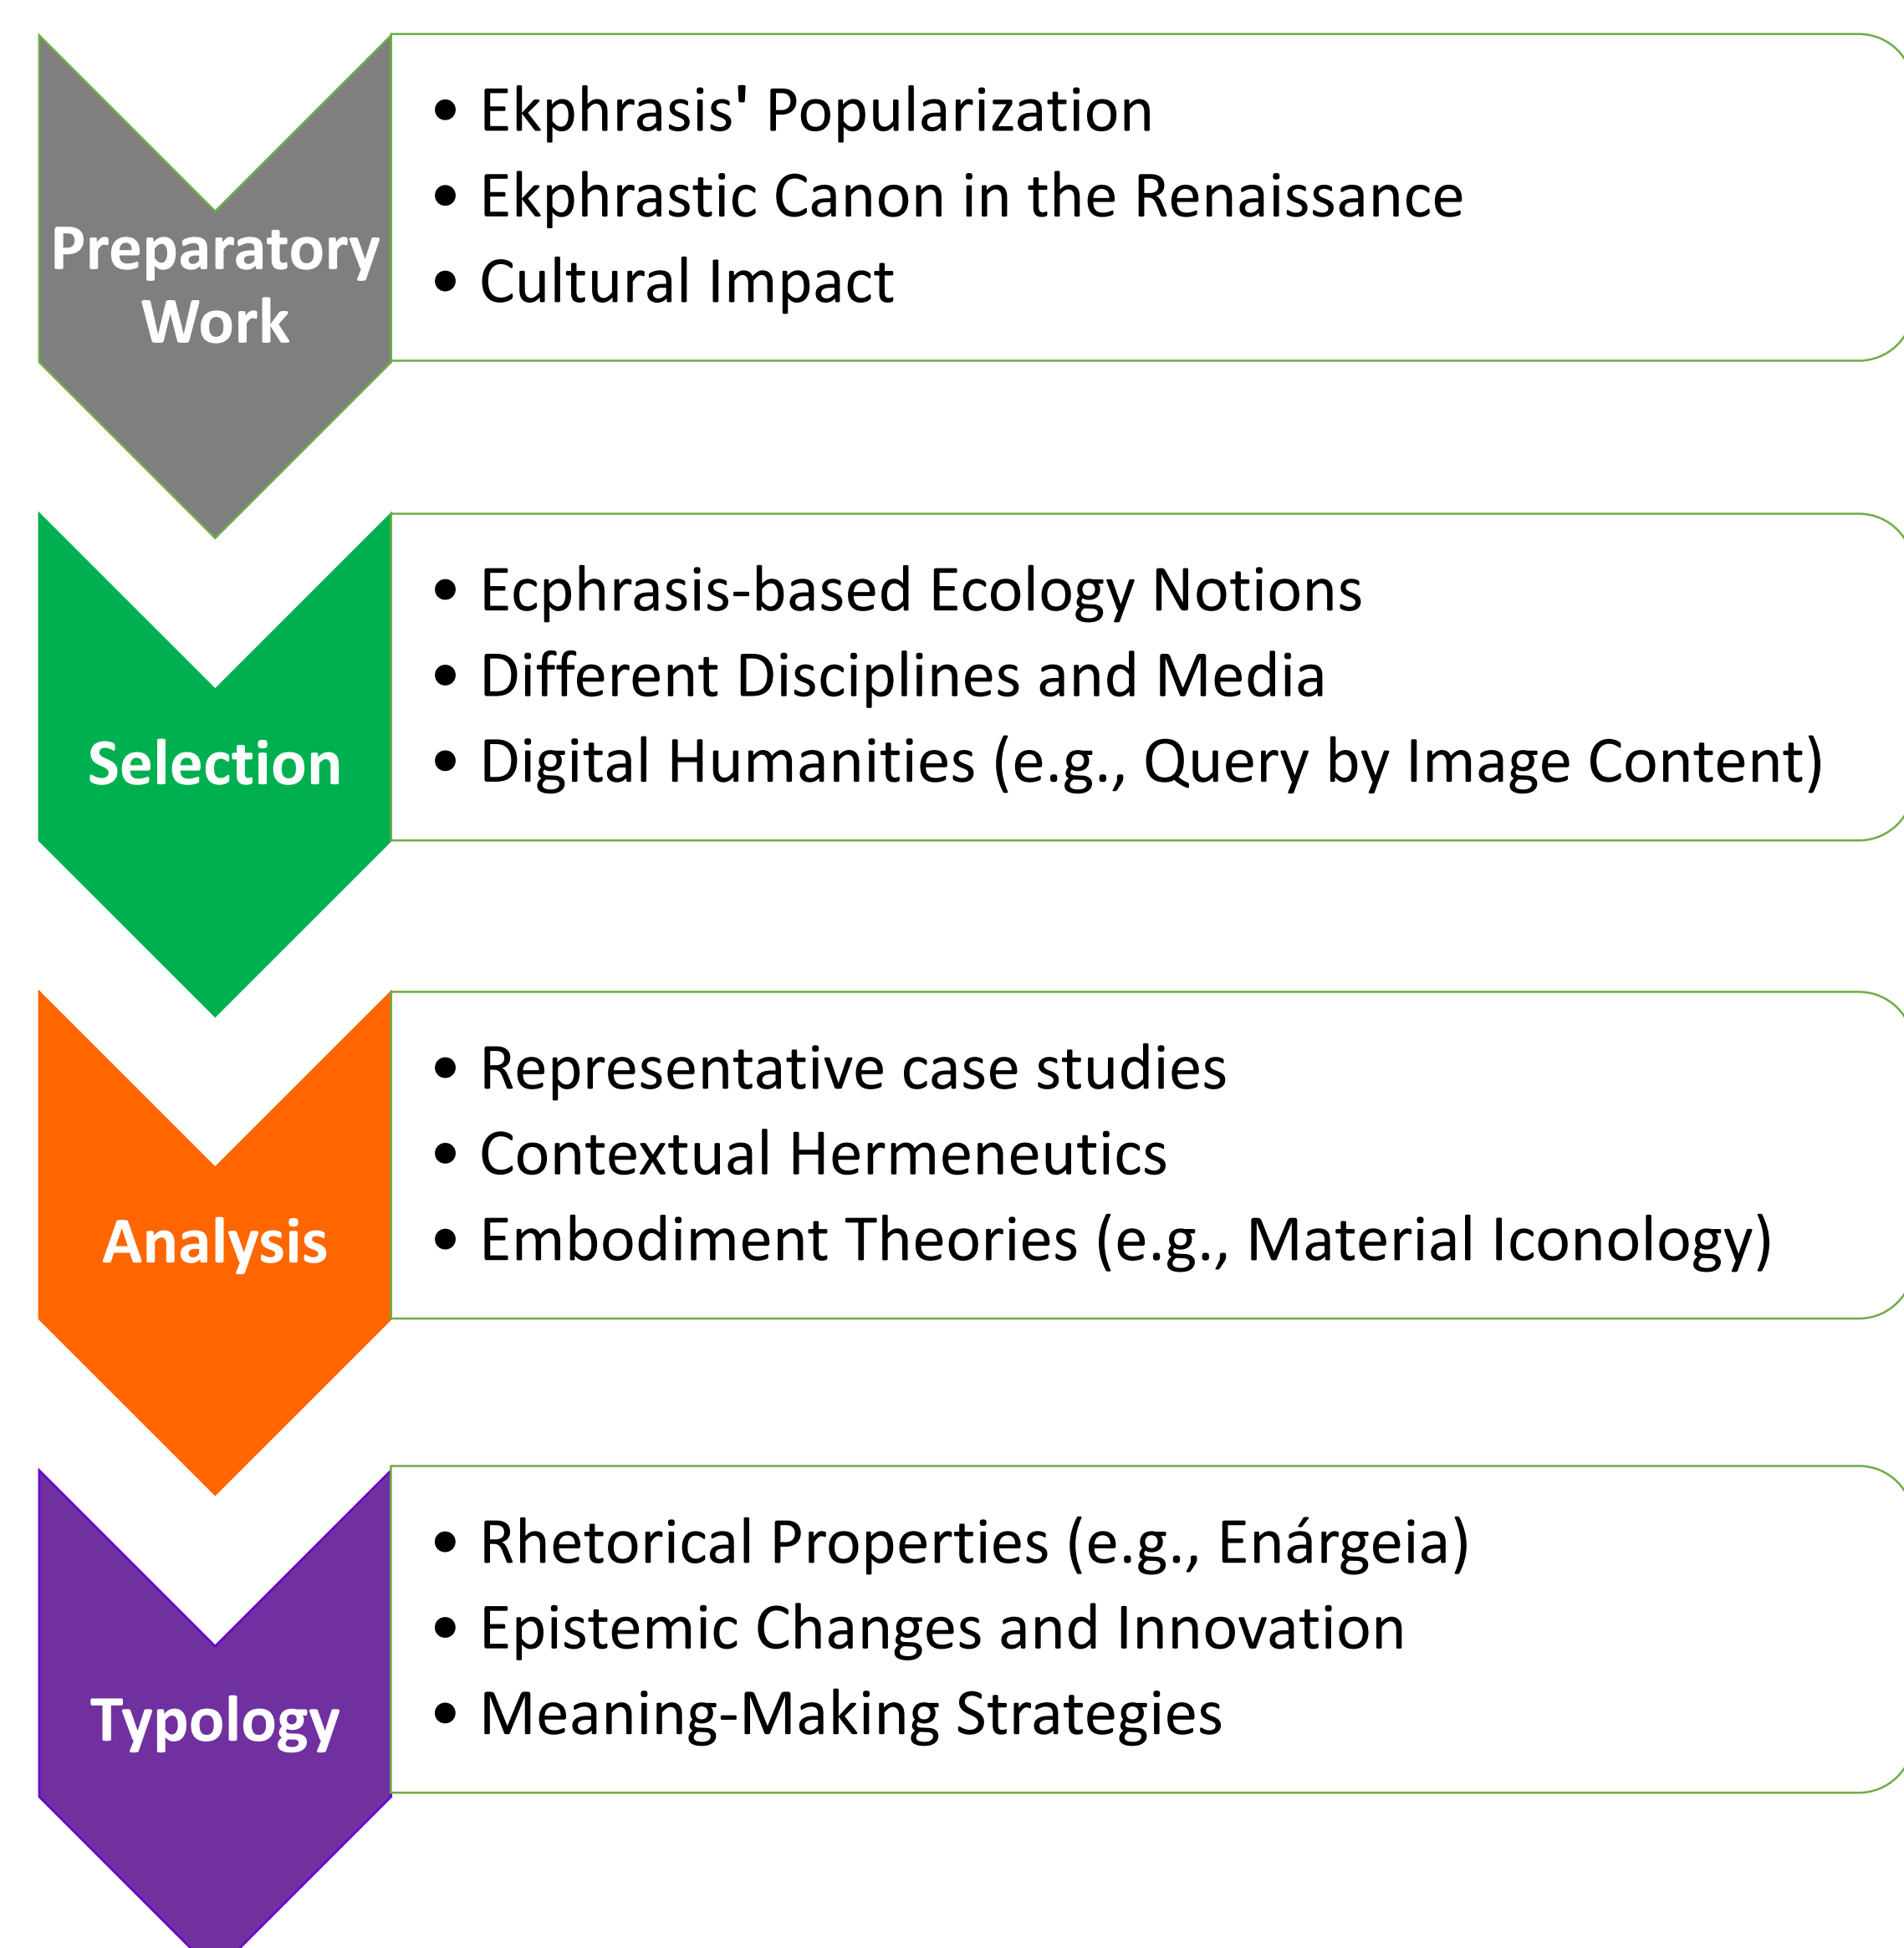 Preparatory
Work
• Ekphrasis' Popularization
• Ekphrastic Canon in the Renaissance
• Cultural Impact
Selection
• Ecphrasis-based Ecology Notions
• Different Disciplines and Media
• Digital Humanities (e.g., Query by Image Content)
Analysis
• Representative case studies
• Contextual Hermeneutics
• Embodiment Theories (e.g., Material Iconology)
Typology
• Rhetorical Properties (e.g., Enárgeia)
• Epistemic Changes and Innovation
• Meaning-Making Strategies